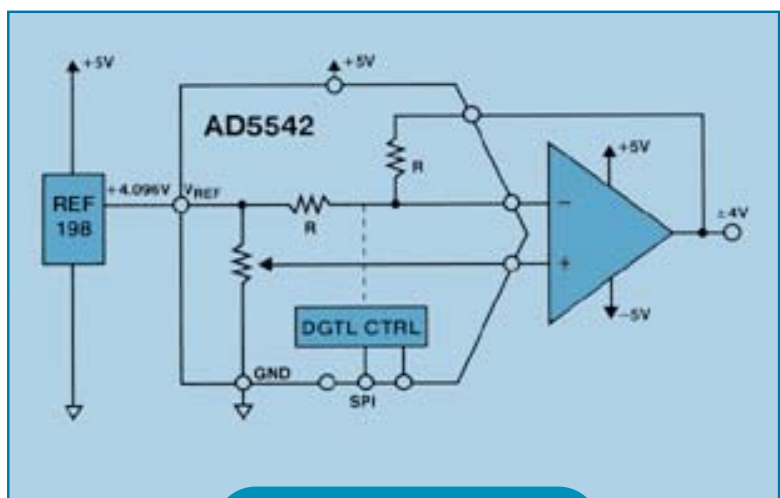 +5V
+5V
AD5542
R
+5V
+4.096V
VREF
REF
198
R
−
±4V
+
DGTL CTRL
−5V
GND
SPI